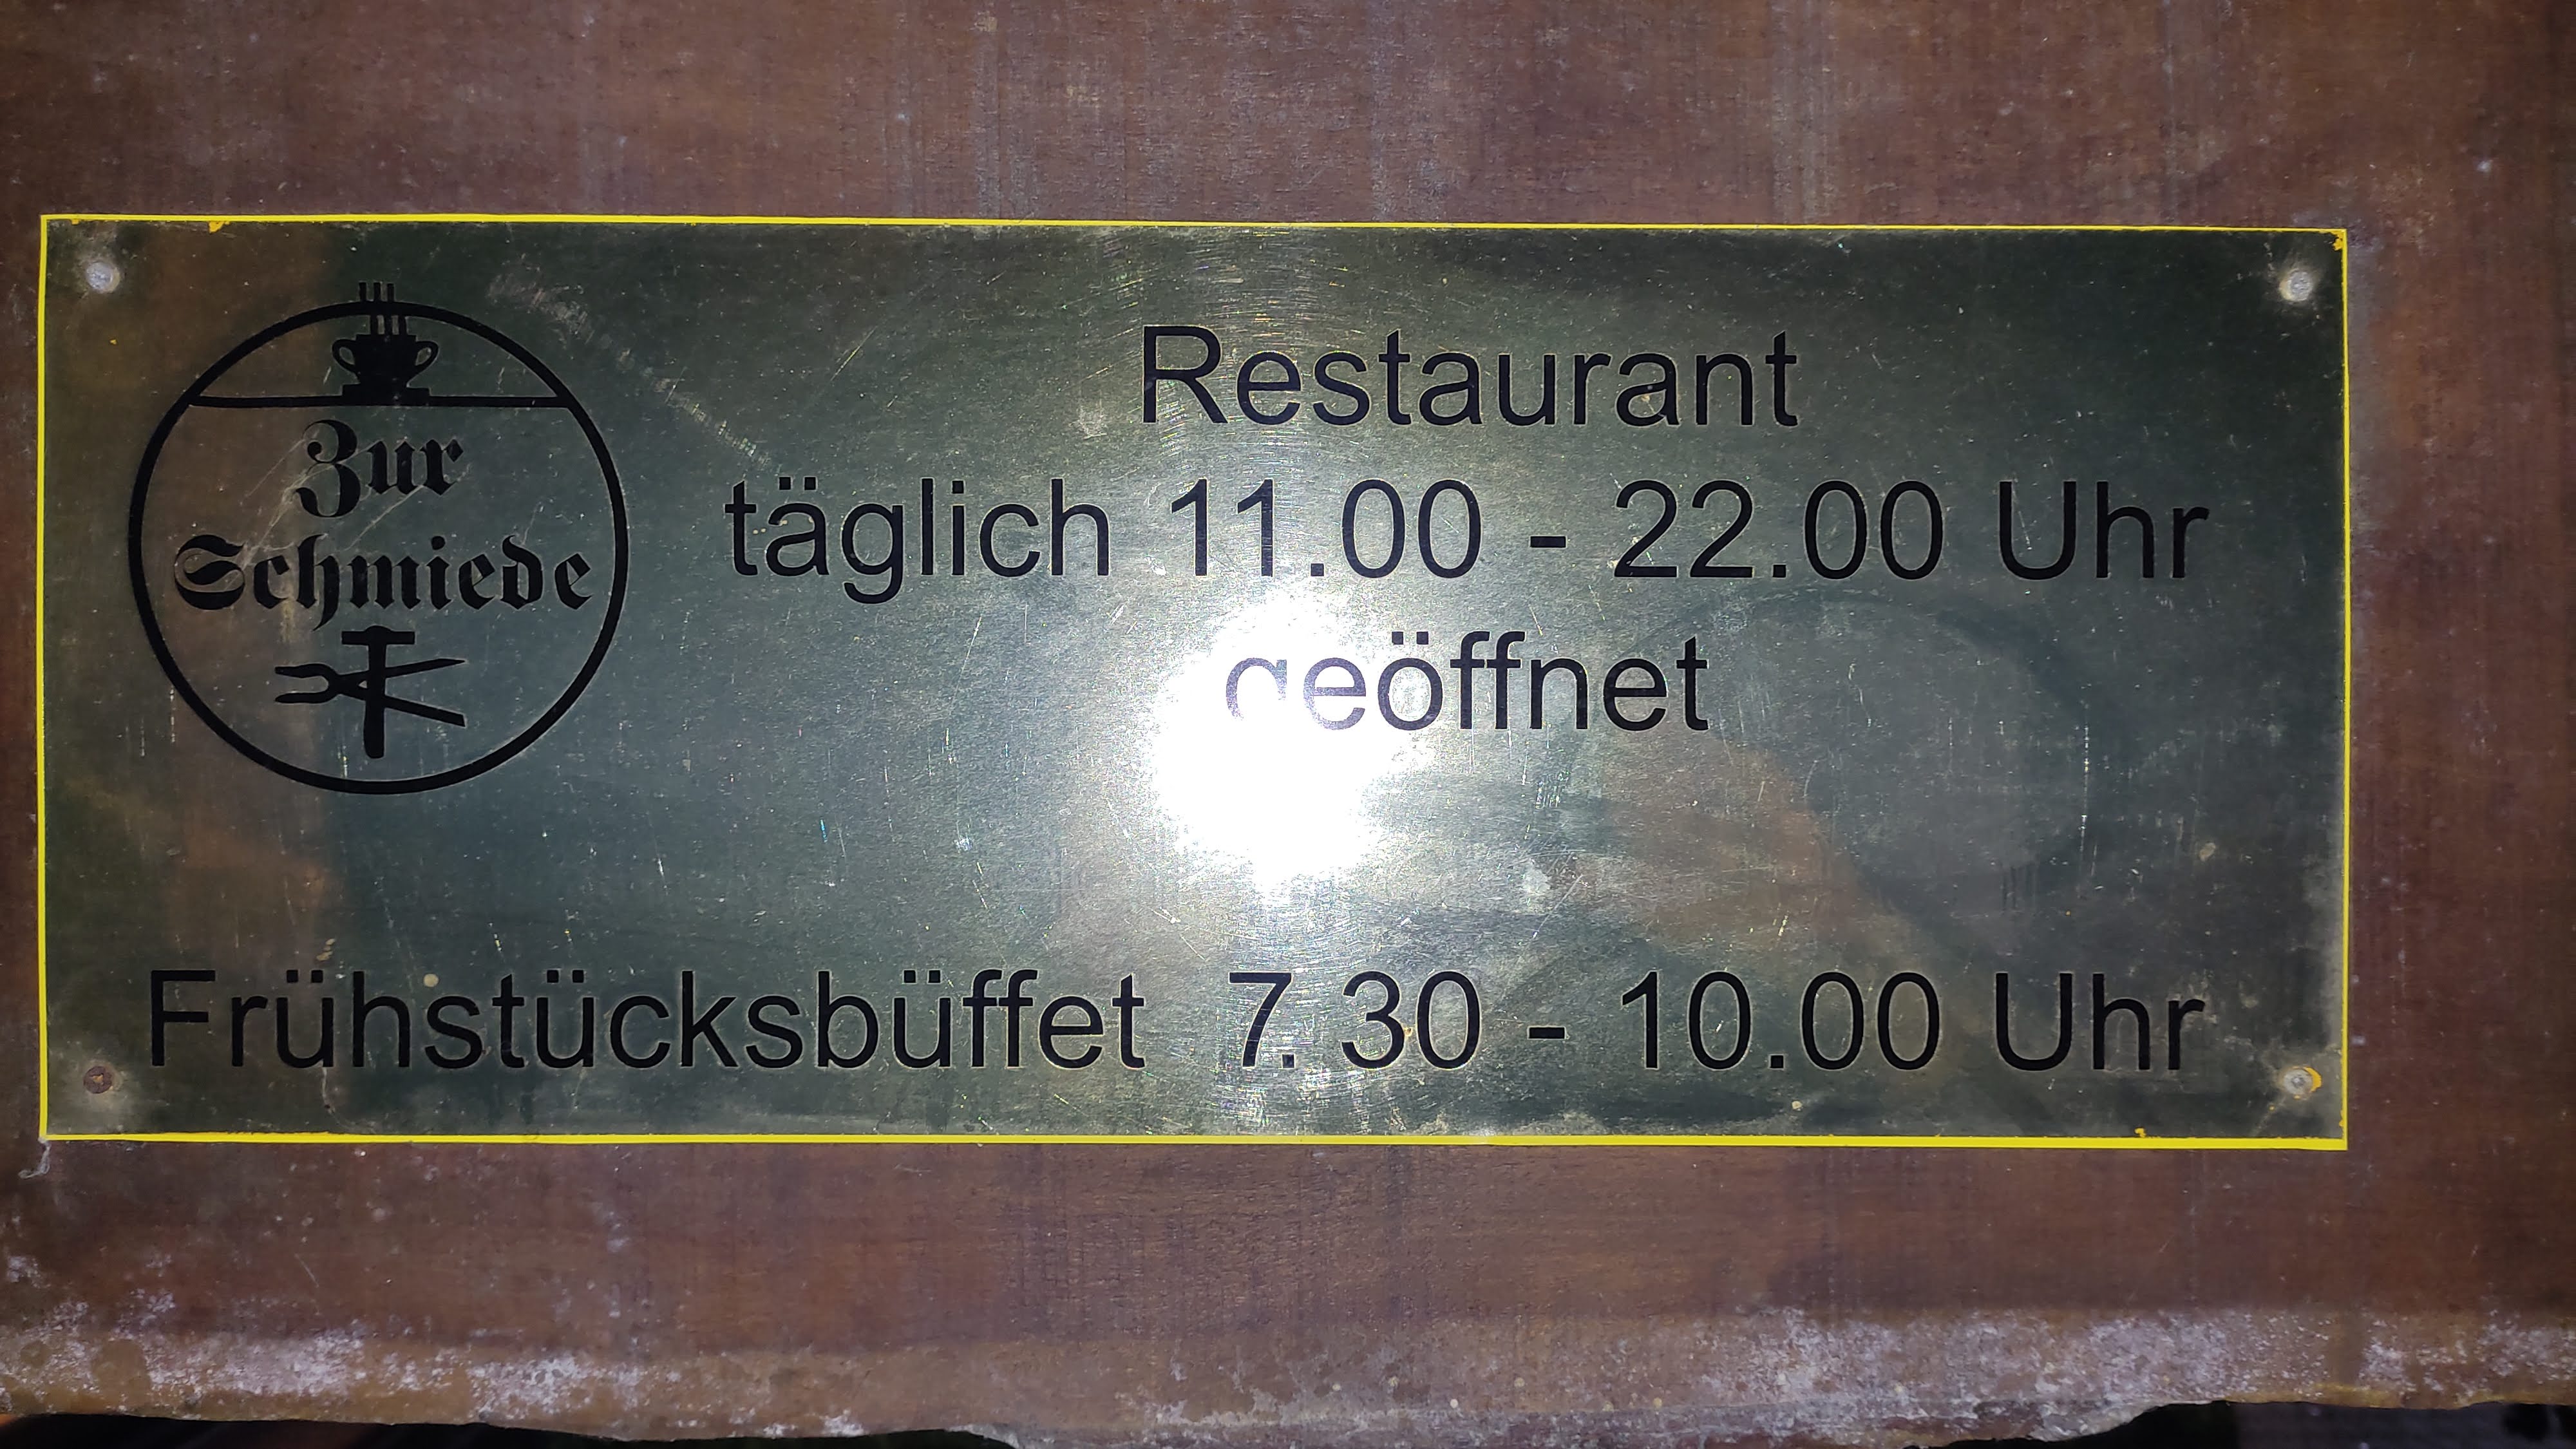 Zur
Schmiede
Restaurant
täglich 11.00 - 22.00 Uhr
geöffnet
Frühstücksbüffet 7.30 - 10.00 Uhr